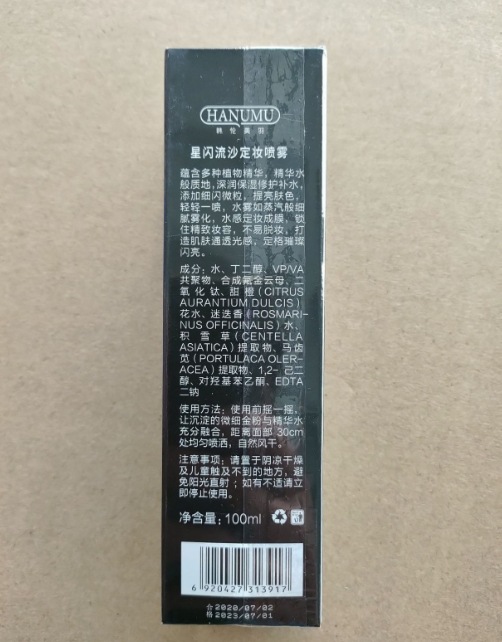 HANUMU
韩悦美羽
星闪流沙定妆喷雾
蕴含多种植物精华，精华水
般质地，深润保湿修护补水，
添加细闪微粒，提亮肤色，
轻轻一喷，水雾如蒸汽般细
腻雾化，水感定妆成膜，锁
住精致妆容，不易脱妆，打
造肌肤通透光感，定格璀璨
闪亮。
成分：水、丁二醇、VP/VA
共聚物、合成氟金云母、二
氧化钛、甜橙(CITRUS
AURANTIUM DULCIS)
花水、迷迭香(ROSMARI-
NUS OFFICINALIS)水、
积雪草(CENTELLA
ASIATICA)提取物、马齿
苋(PORTULACA OLER-
ACEA)提取物、1,2-己二
醇、对羟基苯乙酮、EDTA
二钠
使用方法：使用前摇一摇，
让沉淀的微细金粉与精华水
充分融合，距离面部30cm
处均匀喷洒，自然风干。
注意事项：请置于阴凉干燥
及儿童触及不到的地方，避
免阳光直射；如有不适请立
即停止使用。
净含量：100ml
6 920427 313917
合2020/07/02
格2023/07/01